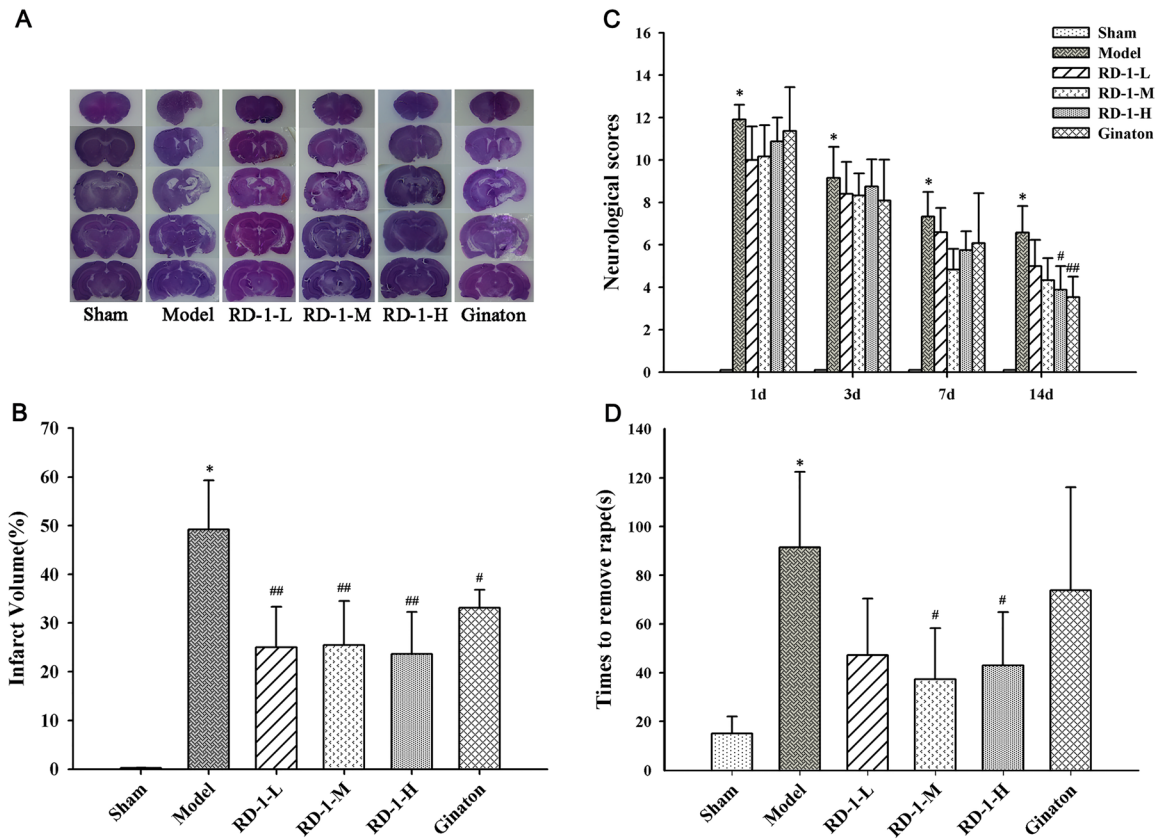 A
Sham Model RD-1-L RD-1-M RD-1-H Ginaton
B
Infarct Volume(%)
70
60
50
40
30
20
10
0
*
##
##
##
#
Sham Model RD-1-L RD-1-M RD-1-H Ginaton
C
Neurological scores
16
14
12
10
8
6
4
2
0
Sham
Model
RD-1-L
RD-1-M
RD-1-H
Ginaton
*
*
*
*
#
##
1d 3d 7d 14d
D
Times to remove rape(s)
140
120
100
80
60
40
20
0
*
#
#
Sham Model RD-1-L RD-1-M RD-1-H Ginaton